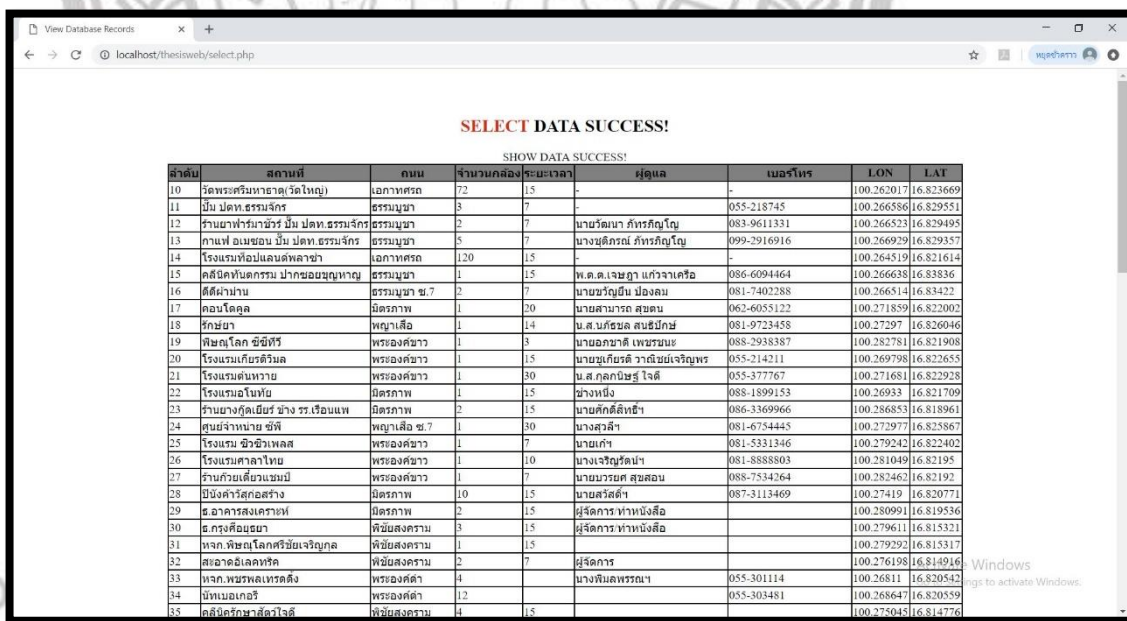 View Database Records
localhost/thesisweb/select.php
หยุดชั่วคราว
SELECT DATA SUCCESS!
SHOW DATA SUCCESS!
ลำดับ สถานที่ ถนน จำนวนกล้อง ระยะเวลา ผู้ดูแล เบอร์โทร LON LAT
10 วัดพระศรีมหาธาตุ(วัดใหญ่) เอกาทศรถ 72 15 - - 100.262017 16.823669
11 ปั๊ม ปตท.ธรรมจักร ธรรมบูชา 3 7 - 055-218745 100.266586 16.829551
12 ร้านยาฟาร์มาชัวร์ ปั๊ม ปตท.ธรรมจักร ธรรมบูชา 2 7 นายวัฒนา ภัทรภิญโญ 083-9611331 100.266523 16.829495
13 กาแฟ อเมซอน ปั๊ม ปตท.ธรรมจักร ธรรมบูชา 5 7 นางชุติภรณ์ ภัทรภิญโญ 099-2916916 100.266929 16.829357
14 โรงแรมท็อปแลนด์พลาซ่า เอกาทศรถ 120 15 - - 100.264519 16.821614
15 คลีนิคทันตกรรม ปากซอยขุญหาญ ธรรมบูชา 1 15 พ.ต.ต.เจษฎา แก้วจาเครือ 086-6094464 100.266638 16.83836
16 ดีดีผ้าม่าน ธรรมบูชา ซ.7 2 7 นายขวัญยืน ป้องลม 081-7402288 100.266514 16.83422
17 คอนโดคูล มิตรภาพ 1 20 นายสามารถ สุขตน 062-6055122 100.271859 16.822002
18 รักษ์ยา พญาเสือ 1 14 น.ส.นภัธชล สนธิปักษ์ 081-9723458 100.27297 16.826046
19 พิษณุโลก ซีซีทีวี พระองค์ขาว 1 3 นายอภชาติ เพชรชนะ 088-2938387 100.282781 16.821908
20 โรงแรมเกียรติวิมล พระองค์ขาว 1 15 นายชูเกียรติ วาณิชย์เจริญพร 055-214211 100.269798 16.822655
21 โรงแรมต้นหวาย พระองค์ขาว 1 30 น.ส.กุลกนิษฐ์ ใจดี 055-377767 100.271681 16.822928
22 โรงแรมอโนทัย มิตรภาพ 1 15 ช่างหนึ่ง 088-1899153 100.26933 16.821709
23 ร้านยางกู๊ดเยียร์ ข้าง รร.เรือนแพ มิตรภาพ 2 15 นายศักดิ์สิทธิ์ฯ 086-3369966 100.286853 16.818961
24 ศูนย์จำหน่าย ซีพี พญาเสือ ซ.7 1 30 นางสุวลีฯ 081-6754445 100.272977 16.825867
25 โรงแรม ชิวชิวเพลส พระองค์ขาว 1 7 นายเก๋ฯ 081-5331346 100.279242 16.822402
26 โรงแรมศาลาไทย พระองค์ขาว 1 10 นางเจริญรัตน์ฯ 081-8888803 100.281049 16.82195
27 ร้านก๋วยเตี๋ยวแชมป์ พระองค์ขาว 1 7 นายบวรยศ สุขสอน 088-7534264 100.282462 16.82192
28 ปินังค้าวัสุก่อสร้าง มิตรภาพ 10 15 นายสวัสดิ์ฯ 087-3113469 100.27419 16.820771
29 ธ.อาคารสงเคราะห์ มิตรภาพ 2 15 ผู้จัดการ/ทำหนังสือ 100.280991 16.819536
30 ธ.กรุงศีอยุธยา พิชัยสงคราม 3 15 ผู้จัดการ/ทำหนังสือ 100.279611 16.815321
31 หจก.พิษณุโลกศรีชัยเจริญกุล พิชัยสงคราม 1 15 100.279292 16.815317
32 สะอาดอิเลคทริค พิชัยสงคราม 2 7 ผู้จัดการ 100.276198 16.814916
33 หจก.พชรพลเทรดดิ้ง พระองค์ดำ 4 นางพิมลพรรณฯ 055-301114 100.26811 16.820542
34 นัทเบอเกอรี พระองค์ดำ 12 055-303481 100.268647 16.820559
35 คลีนิครักษาสัตว์ใจดี พิชัยสงคราม 4 15 100.275045 16.814776
Windows
to activate Windows.